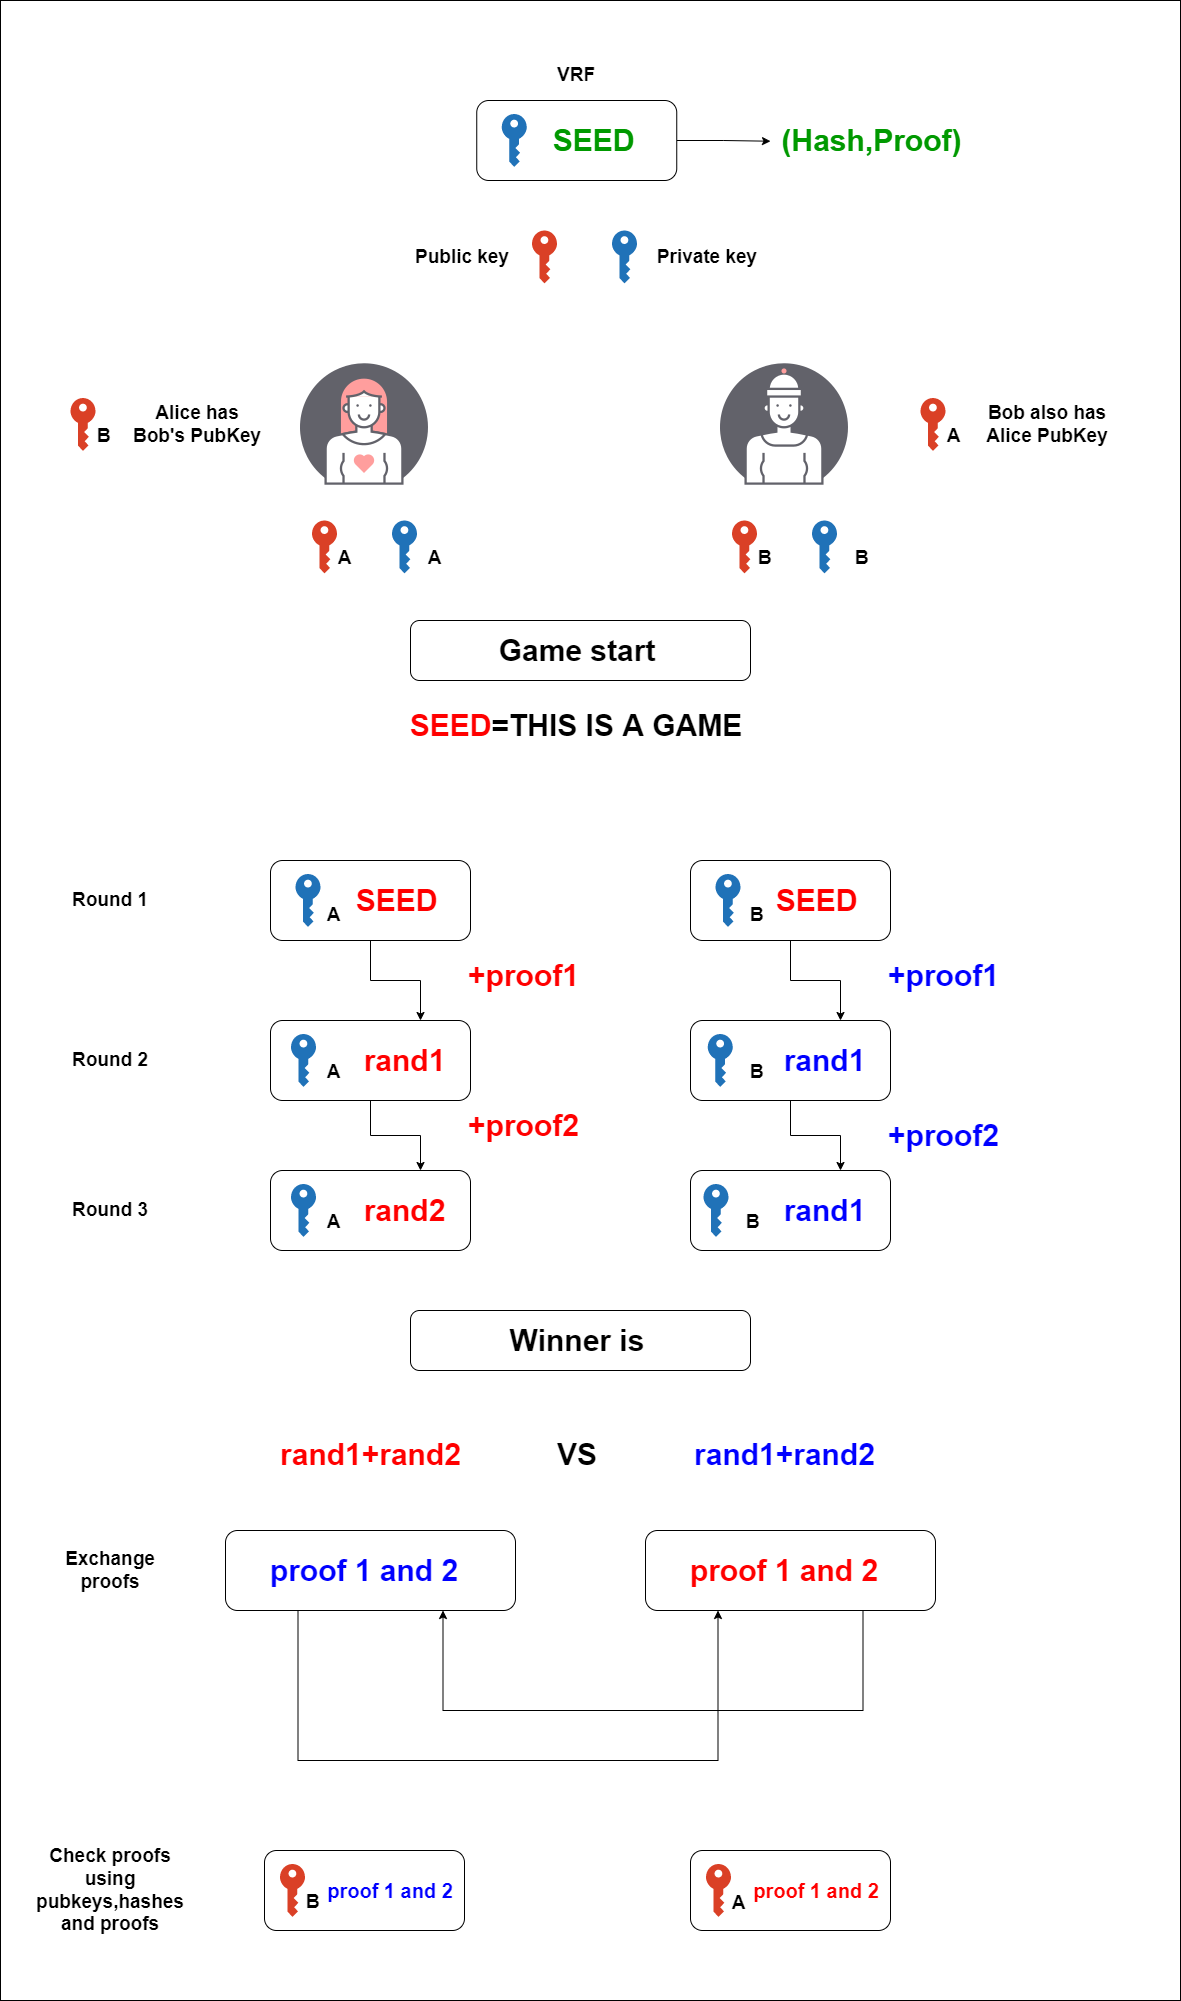 VRF
SEED
(Hash,Proof)
Public key
Private key
B
Alice has
Bob's PubKey
A
Bob also has
Alice PubKey
A
A
B
B
Game start
SEED=THIS IS A GAME
Round 1
A SEED
B SEED
+proof1
+proof1
Round 2
A rand1
B rand1
+proof2
+proof2
Round 3
A rand2
B rand1
Winner is
rand1+rand2
VS
rand1+rand2
Exchange
proofs
proof 1 and 2
proof 1 and 2
Check proofs
using
pubkeys,hashes
and proofs
B proof 1 and 2
A proof 1 and 2